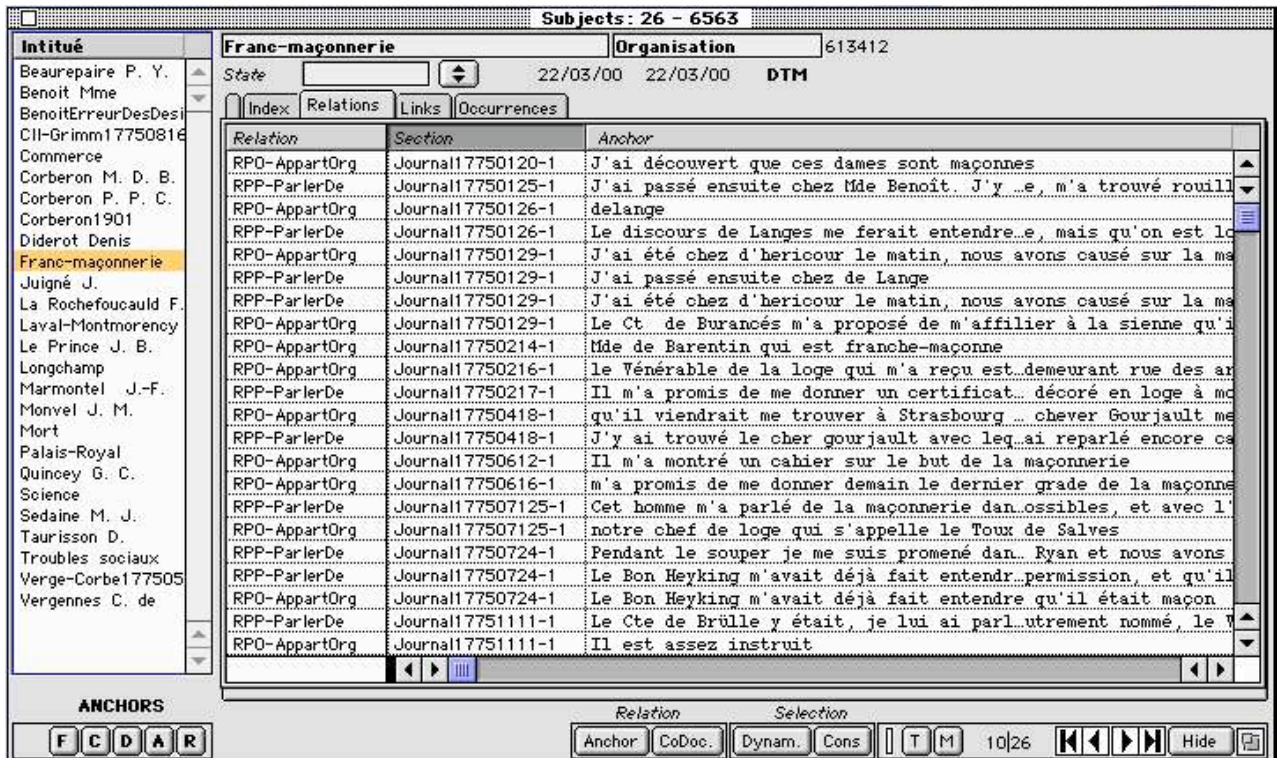 Subjects: 26 - 6563
Intitué
Beaurepaire P. Y.
Benoit Mme
BenoitErreurDesDesi
CII-Grimm17750816
Commerce
Corberon M. D. B.
Corberon P. P. C.
Corberon1901
Diderot Denis
Franc-maçonnerie
Juigné J.
La Rochefoucauld F.
Laval-Montmorency
Le Prince J. B.
Longchamp
Marmontel J.-F.
Monvel J. M.
Mort
Palais-Royal
Quincey G. C.
Science
Sedaine M. J.
Taurisson D.
Troubles sociaux
Verge-Corbe177505
Vergennes C. de
Franc-maçonnerie Organisation 613412
State 22/03/00 22/03/00 DTM
Index Relations Links Occurrences
Relation Section Anchor
RPO-AppartOrg Journal17750120-1 J'ai découvert que ces dames sont maçonnes
RPP-ParlerDe Journal17750125-1 J'ai passé ensuite chez Mde Benoît. J'y …e, m'a trouvé rouill
RPO-AppartOrg Journal17750126-1 delange
RPP-ParlerDe Journal17750126-1 Le discours de Langes me ferait entendre…e, mais qu'on est lo
RPO-AppartOrg Journal17750129-1 J'ai été chez d'hericour le matin, nous avons causé sur la ma
RPP-ParlerDe Journal17750129-1 J'ai passé ensuite chez de Lange
RPP-ParlerDe Journal17750129-1 J'ai été chez d'hericour le matin, nous avons causé sur la ma
RPO-AppartOrg Journal17750129-1 Le Ct de Burancés m'a proposé de m'affilier à la sienne qu'i
RPO-AppartOrg Journal17750214-1 Mde de Barentin qui est franche-maçonne
RPO-AppartOrg Journal17750216-1 le Vénérable de la loge qui m'a reçu est…demeurant rue des ar
RPP-ParlerDe Journal17750217-1 Il m'a promis de me donner un certificat… décoré en loge à mo
RPO-AppartOrg Journal17750418-1 qu'il viendrait me trouver à Strasbourg … chever Gourjault me
RPP-ParlerDe Journal17750418-1 J'y ai trouvé le cher gourjault avec leq…ai reparlé encore ca
RPO-AppartOrg Journal17750612-1 Il m'a montré un cahier sur le but de la maçonnerie
RPO-AppartOrg Journal17750616-1 m'a promis de me donner demain le dernier grade de la maçonne
RPP-ParlerDe Journal177507125-1 Cet homme m'a parlé de la maçonnerie dan…ossibles, et avec l'
RPO-AppartOrg Journal177507125-1 notre chef de loge qui s'appelle le Toux de Salves
RPP-ParlerDe Journal17750724-1 Pendant le souper je me suis promené dan… Ryan et nous avons
RPP-ParlerDe Journal17750724-1 Le Bon Heyking m'avait déjà fait entendr…permission, et qu'il
RPO-AppartOrg Journal17750724-1 Le Bon Heyking m'avait déjà fait entendre qu'il était maçon
RPP-ParlerDe Journal17751111-1 Le Cte de Brülle y était, je lui ai parl…utrement nommé, le V
RPO-AppartOrg Journal17751111-1 Il est assez instruit
ANCHORS
Relation Selection
F C D A R Anchor CoDoc. Dynam. Cons T M 10|26 Hide